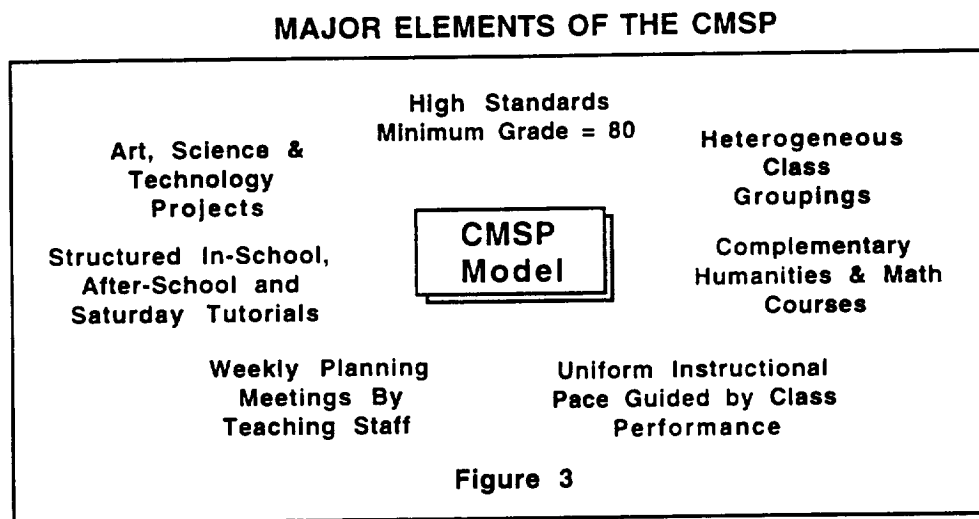 MAJOR ELEMENTS OF THE CMSP
High Standards
Minimum Grade = 80
Art, Science &
Technology
Projects
Heterogeneous
Class
Groupings
CMSP
Model
Structured In-School,
After-School and
Saturday Tutorials
Complementary
Humanities & Math
Courses
Weekly Planning
Meetings By
Teaching Staff
Uniform Instructional
Pace Guided by Class
Performance
Figure 3